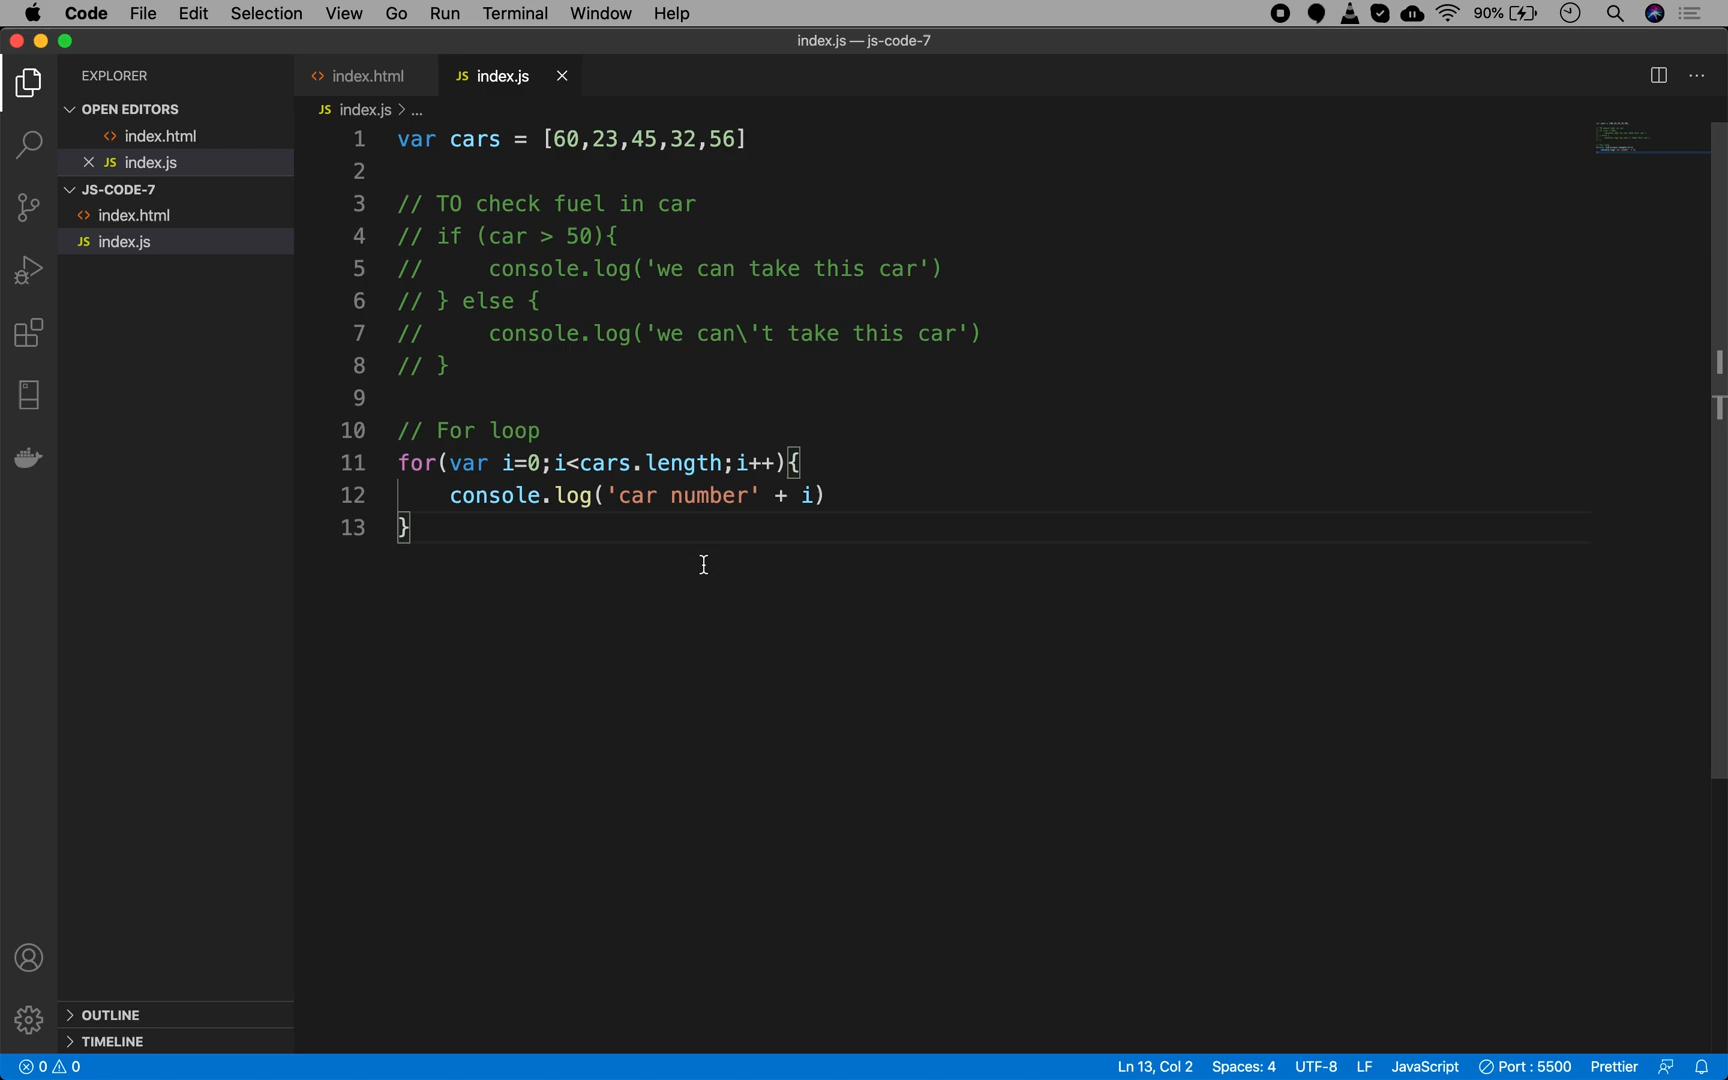 Code File Edit Selection View Go Run Terminal Window Help 90%
index.js — js-code-7
EXPLORER
OPEN EDITORS
<> index.html
JS index.js
JS-CODE-7
<> index.html
JS index.js
OUTLINE
TIMELINE
<> index.html JS index.js
JS index.js > ...
1 var cars = [60,23,45,32,56]
2
3 // TO check fuel in car
4 // if (car > 50){
5 //     console.log('we can take this car')
6 // } else {
7 //     console.log('we can\'t take this car')
8 // }
9
10 // For loop
11 for(var i=0;i<cars.length;i++){
12     console.log('car number' + i)
13 }
0 0 Ln 13, Col 2 Spaces: 4 UTF-8 LF JavaScript Port : 5500 Prettier